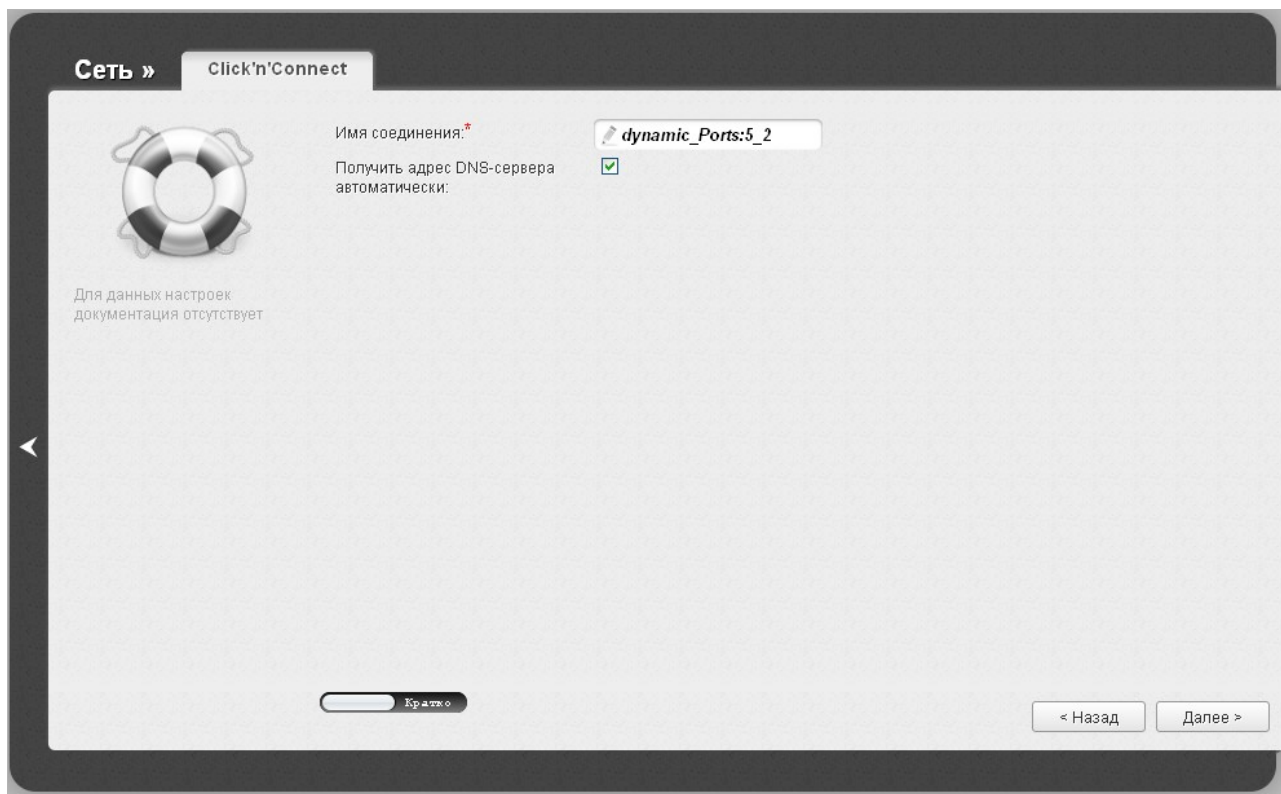 Сеть »
Click'n'Connect
Имя соединения:*
dynamic_Ports:5_2
Получить адрес DNS-сервера
автоматически:
Для данных настроек
документация отсутствует
Кратко
< Назад
Далее >